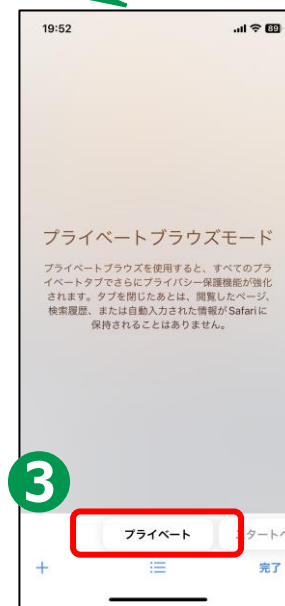 19:52
89
プライベートブラウズモード
プライベートブラウズを使用すると、すべてのプラ
イベートタブでさらにプライバシー保護機能が強化
されます。タブを閉じたあとは、閲覧したページ、
検索履歴、または自動入力された情報がSafariに
保持されることはありません。
3
プライベート
タートペ
+
完了